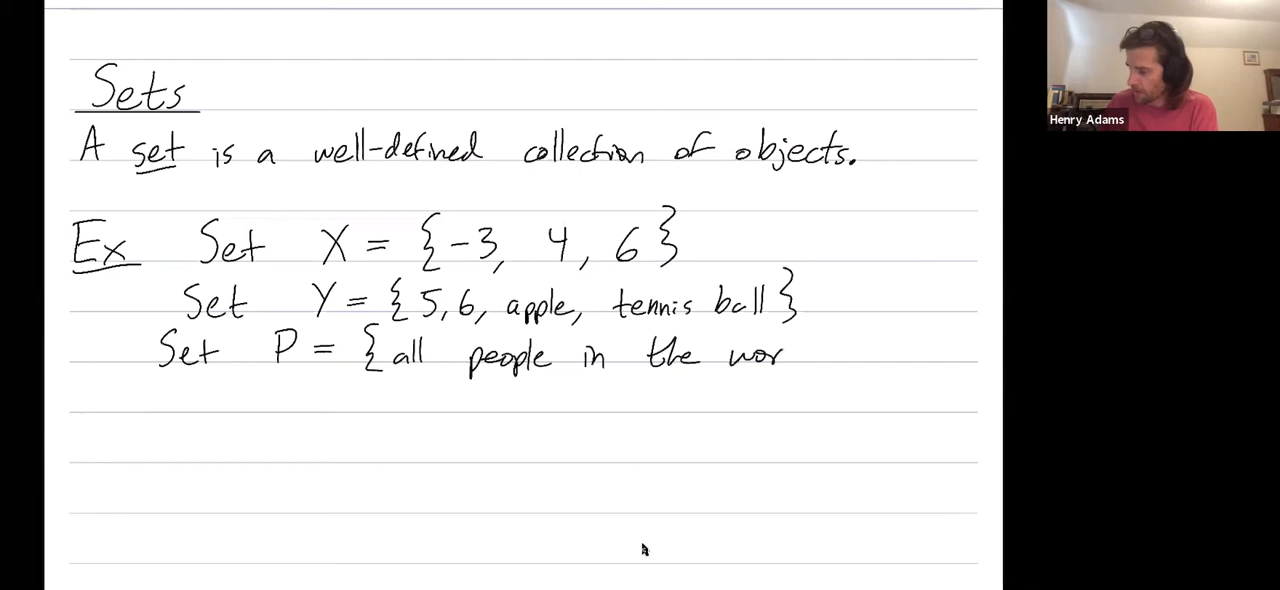 Sets
A set is a well-defined collection of objects.
Ex Set X = {-3, 4, 6}
Set Y = {5, 6, apple, tennis ball}
Set P = {all people in the wor
Henry Adams